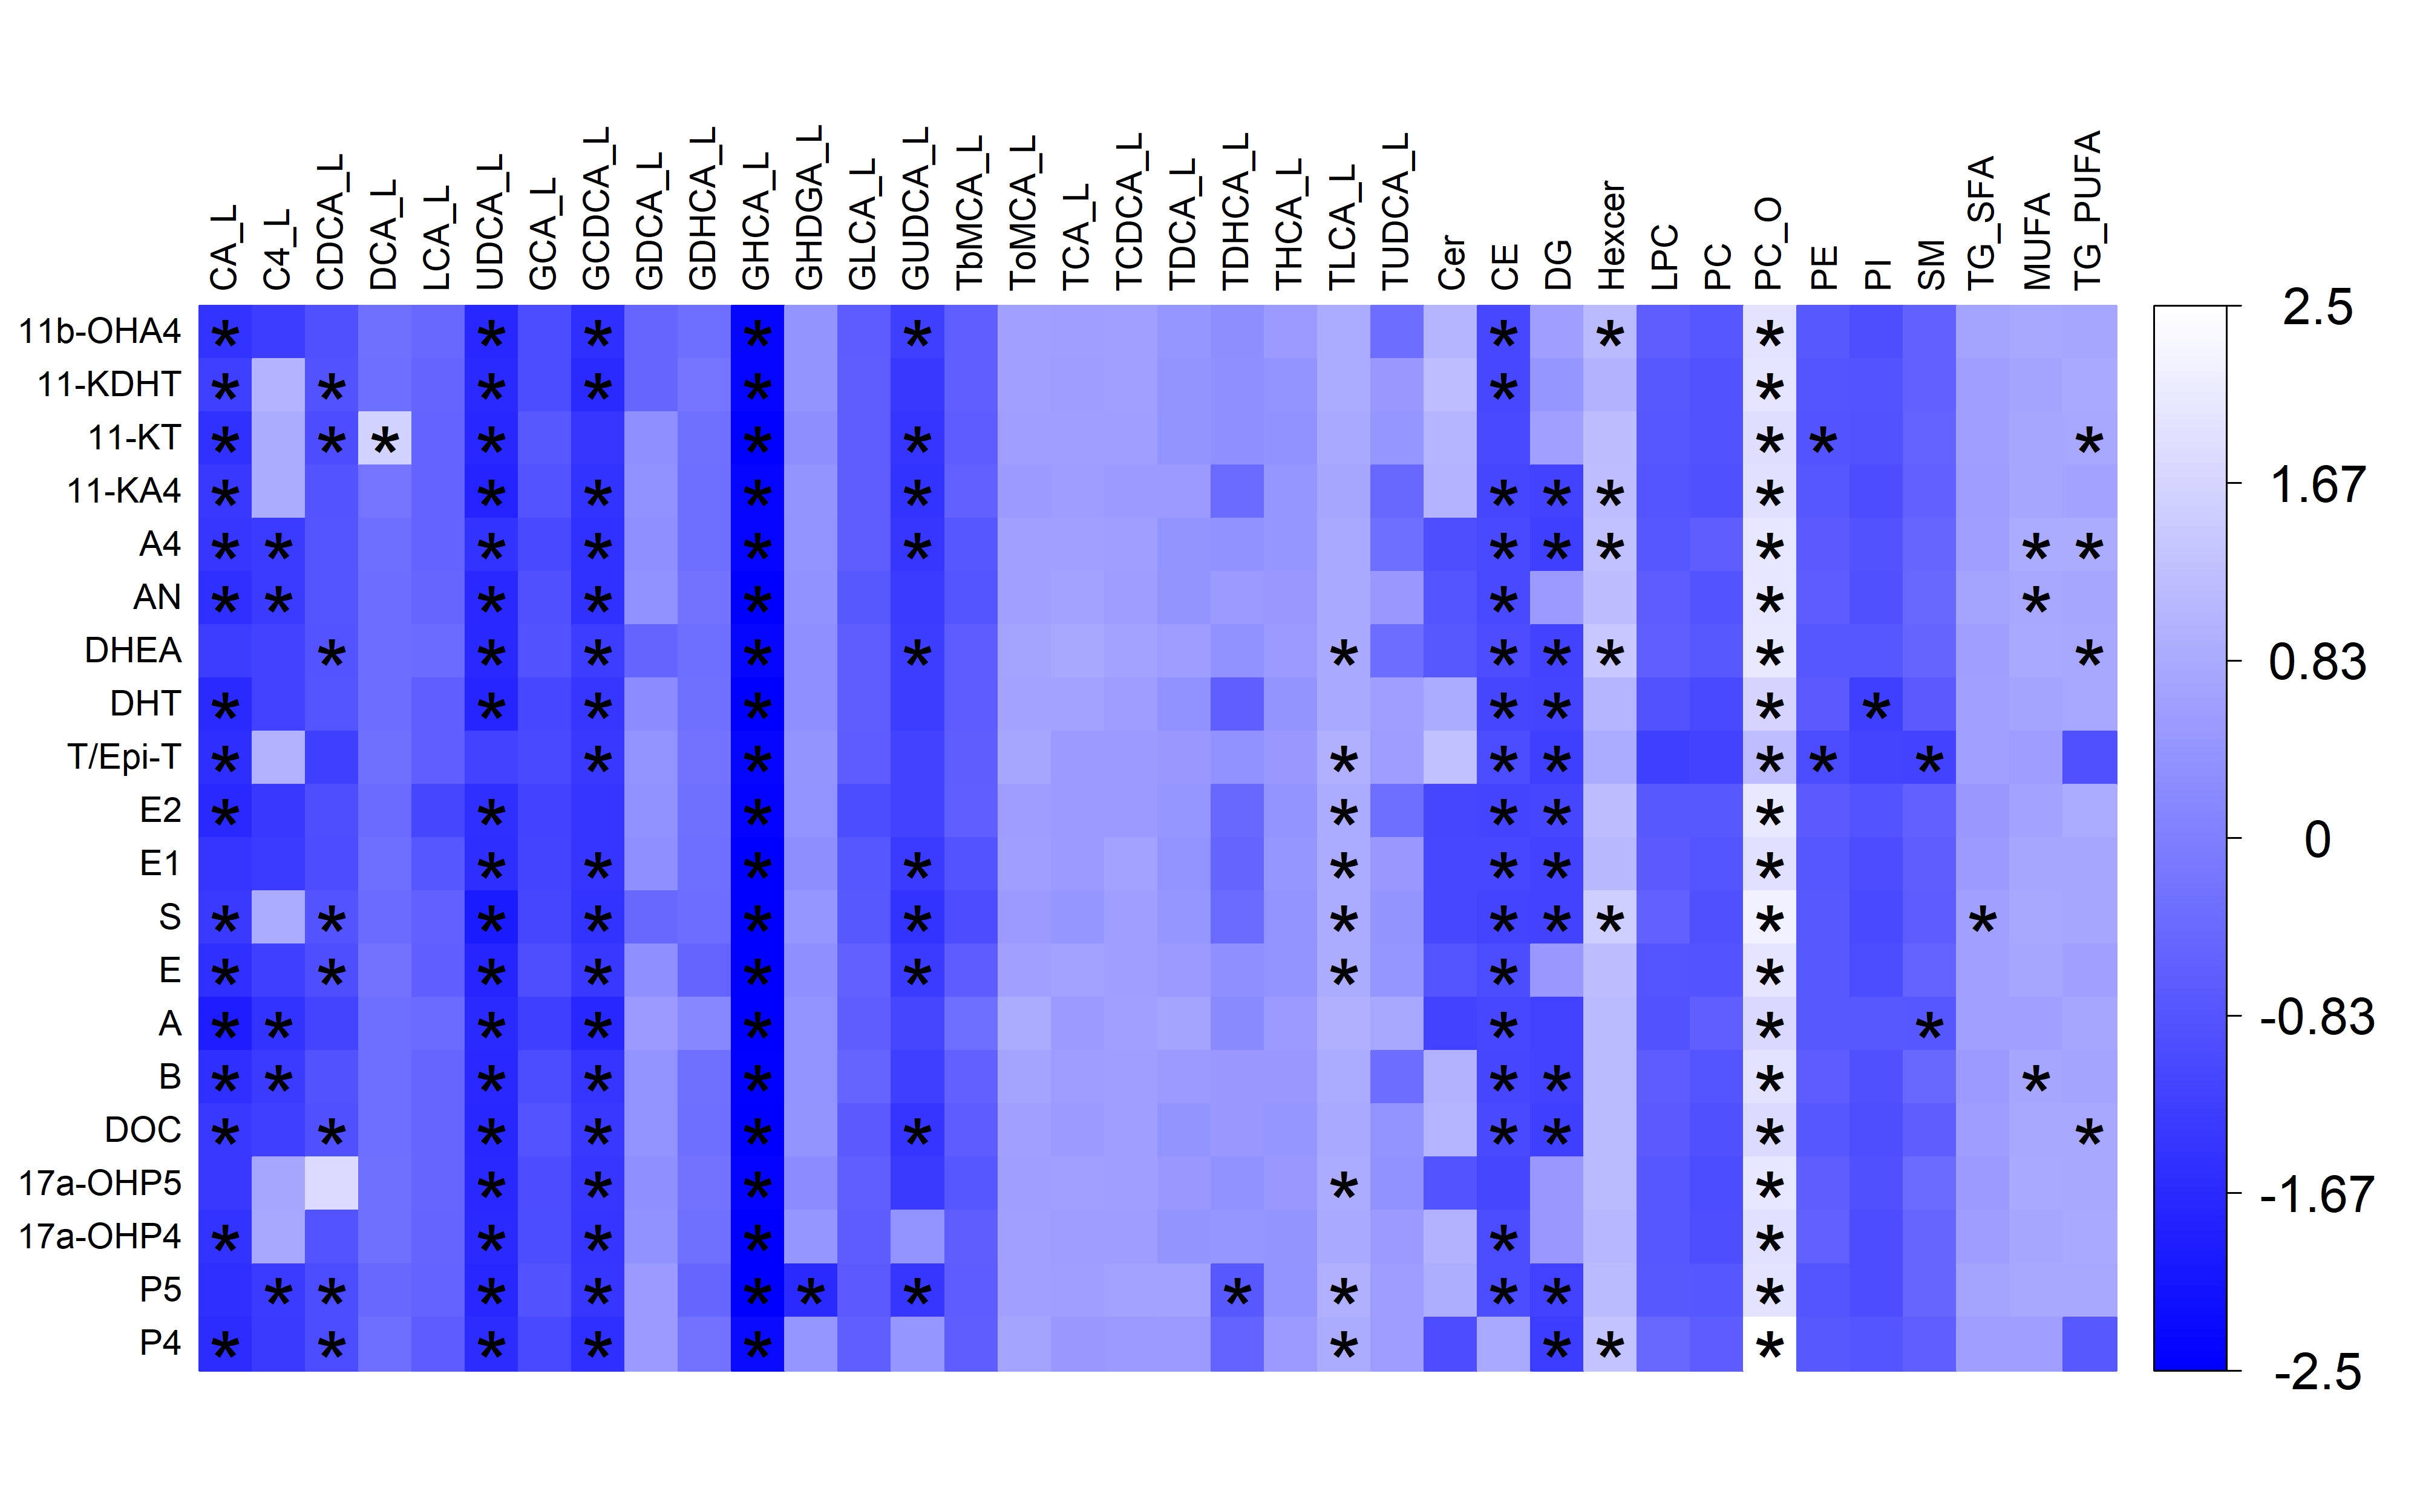 CA_L
C4_L
CDCA_L
DCA_L
LCA_L
UDCA_L
GCA_L
GCDCA_L
GDCA_L
GDHCA_L
GHCA_L
GHDGA_L
GLCA_L
GUDCA_L
TbMCA_L
ToMCA_L
TCA_L
TCDCA_L
TDCA_L
TDHCA_L
THCA_L
TLCA_L
TUDCA_L
Cer
CE
DG
Hexcer
LPC
PC
PC_O
PE
PI
SM
TG_SFA
MUFA
TG_PUFA
11b-OHA4
11-KDHT
11-KT
11-KA4
A4
AN
DHEA
DHT
T/Epi-T
E2
E1
S
E
A
B
DOC
17a-OHP5
17a-OHP4
P5
P4
2.5
1.67
0.83
0
-0.83
-1.67
-2.5